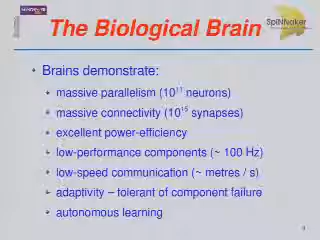 The Biological Brain
SpiNNaker
• Brains demonstrate:
massive parallelism (10¹¹ neurons)
massive connectivity (10¹⁵ synapses)
excellent power-efficiency
low-performance components (~ 100 Hz)
low-speed communication (~ metres / s)
adaptivity – tolerant of component failure
autonomous learning